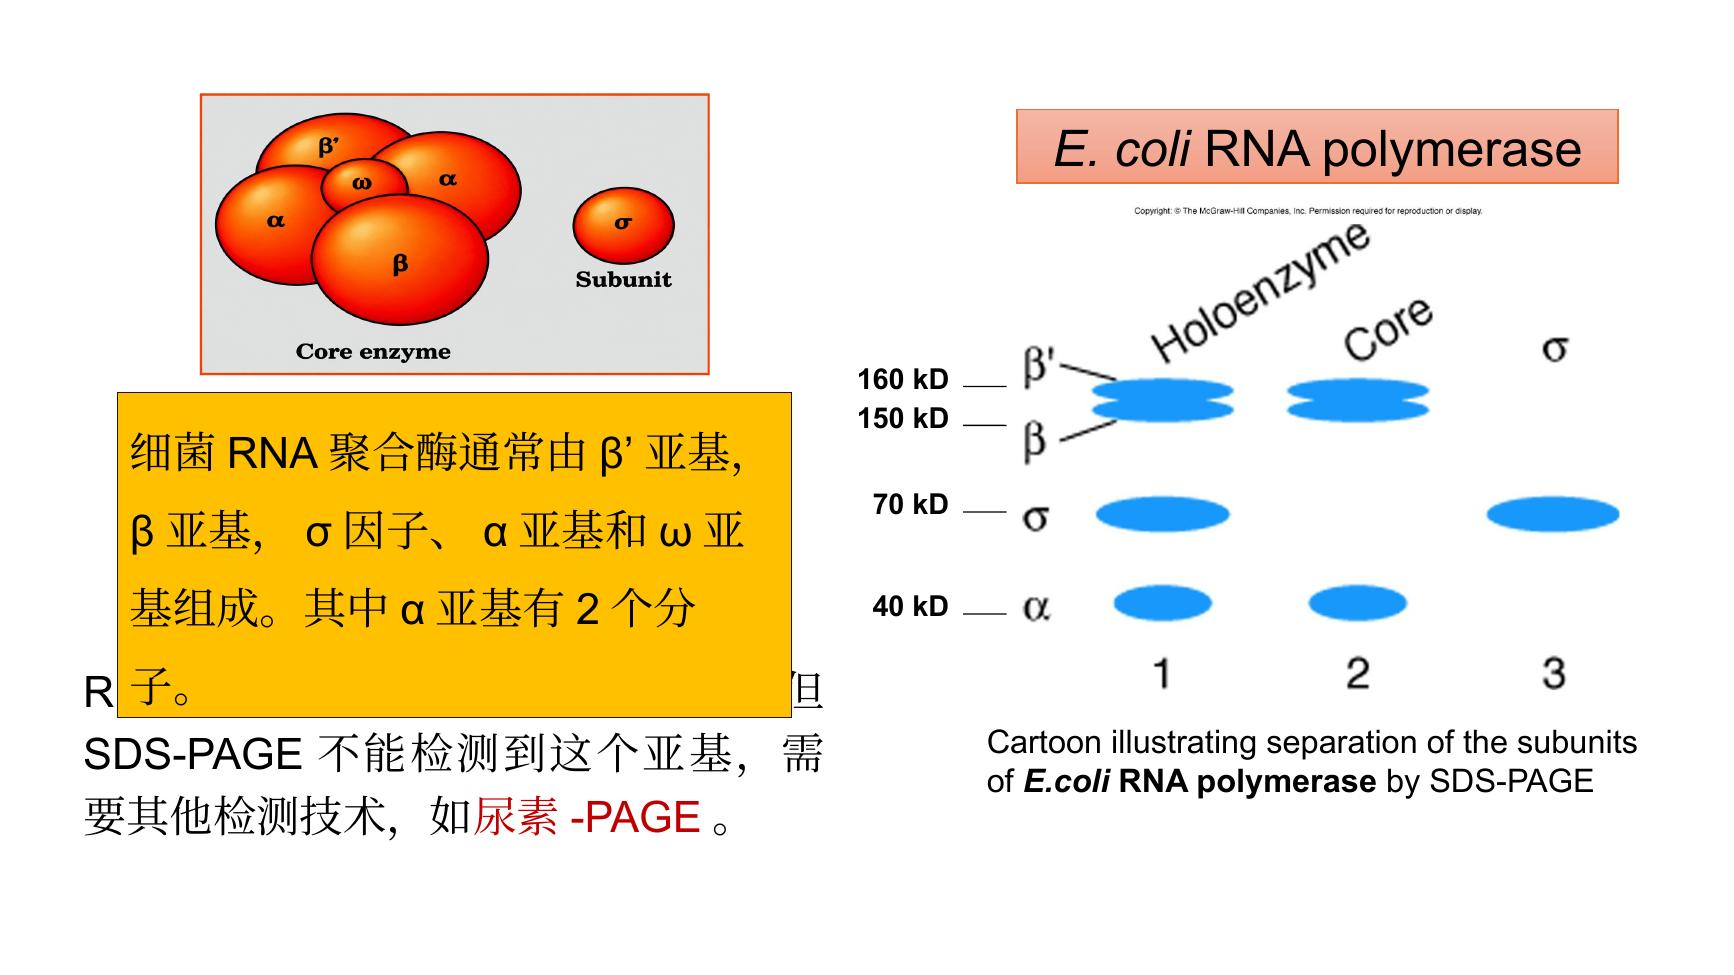 β′
ω
α
α
σ
β
Subunit
Core enzyme
细菌 RNA 聚合酶通常由 β’ 亚基，
β 亚基， σ 因子、 α 亚基和 ω 亚
基组成。其中 α 亚基有 2 个分
子。
R
但
SDS-PAGE 不能检测到这个亚基，需
要其他检测技术，如尿素 -PAGE 。
E. coli RNA polymerase
Copyright: © The McGraw-Hill Companies, Inc. Permission required for reproduction or display.
Holoenzyme
Core
σ
160 kD
β'
150 kD
β
70 kD
σ
40 kD
α
1
2
3
Cartoon illustrating separation of the subunits
of E.coli RNA polymerase by SDS-PAGE